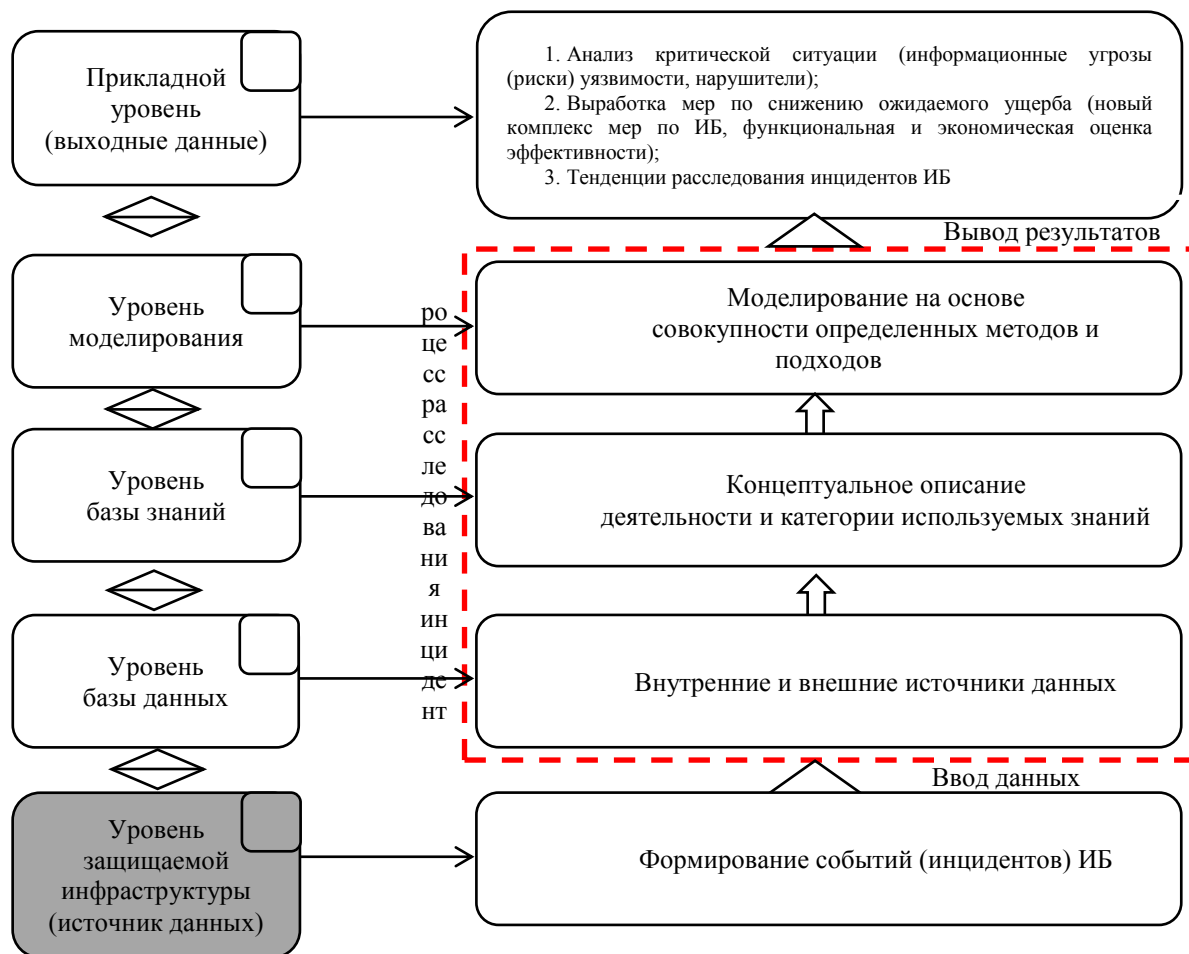 Прикладной
уровень
(выходные данные)
1. Анализ критической ситуации (информационные угрозы
(риски) уязвимости, нарушители);
2. Выработка мер по снижению ожидаемого ущерба (новый
комплекс мер по ИБ, функциональная и экономическая оценка
эффективности);
3. Тенденции расследования инцидентов ИБ
Вывод результатов
Уровень
моделирования
ро
це
сс
ра
сс
ле
до
ва
ни
я
ин
ци
де
нт
Моделирование на основе
совокупности определенных методов и
подходов
Уровень
базы знаний
Концептуальное описание
деятельности и категории используемых знаний
Уровень
базы данных
Внутренние и внешние источники данных
Ввод данных
Уровень
защищаемой
инфраструктуры
(источник данных)
Формирование событий (инцидентов) ИБ